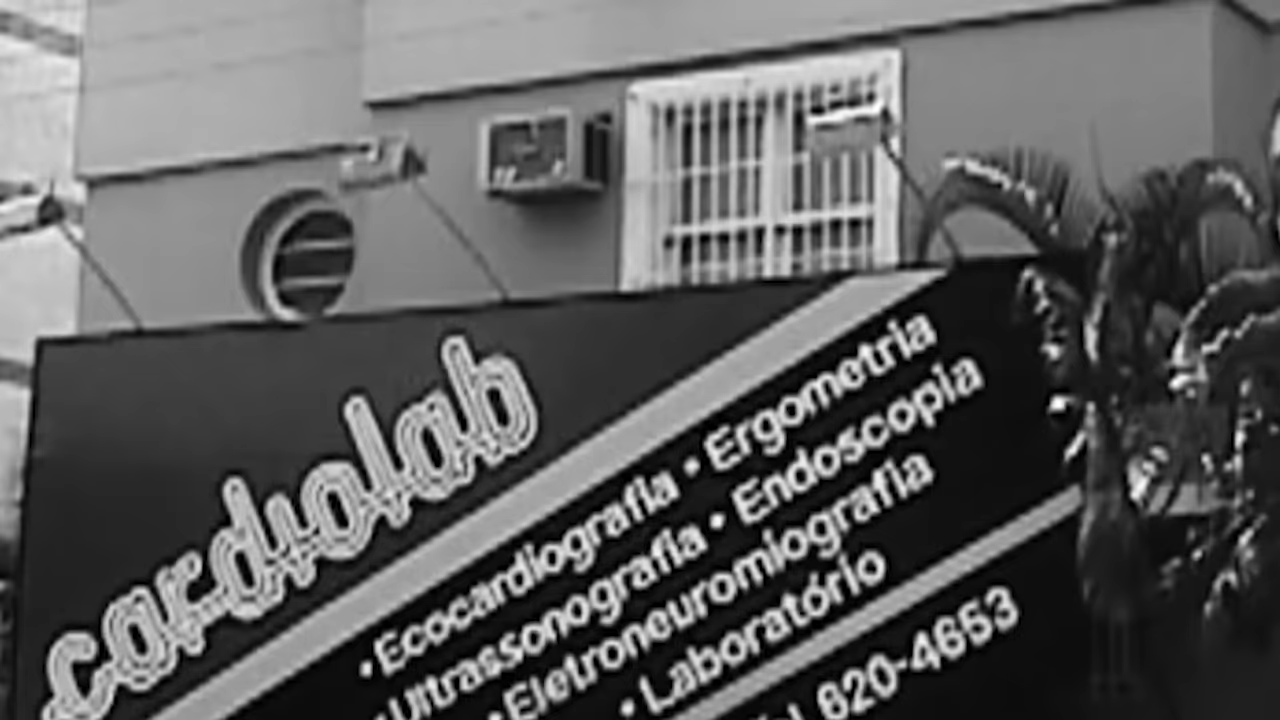 cardiolab
• Ecocardiografia • Ergometria
Ultrassonografia • Endoscopia
• Eletroneuromiografia
• Laboratório
820-4653